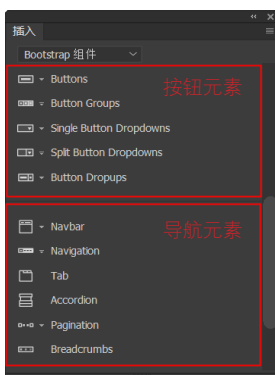 插入
Bootstrap 组件
Buttons
按钮元素
Button Groups
Single Button Dropdowns
Split Button Dropdowns
Button Dropups
Navbar
导航元素
Navigation
Tab
Accordion
Pagination
Breadcrumbs